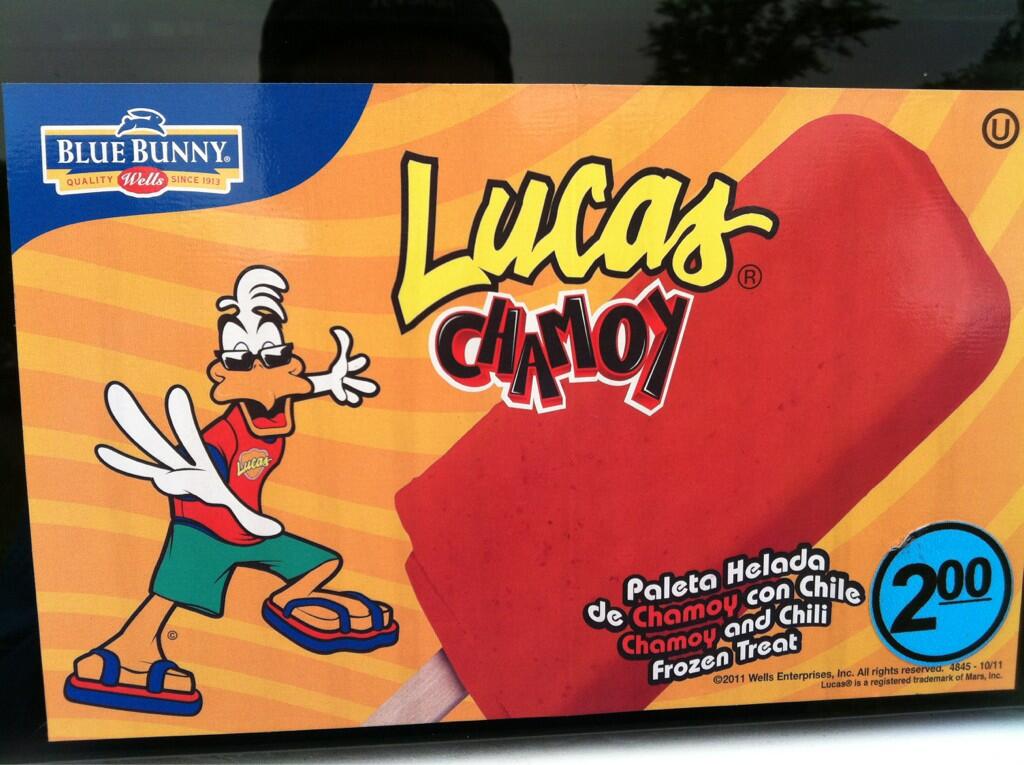 BLUE BUNNY®
QUALITY Wells SINCE 1913
U
Lucas®
CHAMOY
Lucas
Paleta Helada
de Chamoy con Chile
Chamoy and Chili
Frozen Treat
2 00
©
©2011 Wells Enterprises, Inc. All rights reserved. 4845 - 10/11
Lucas® is a registered trademark of Mars, Inc.